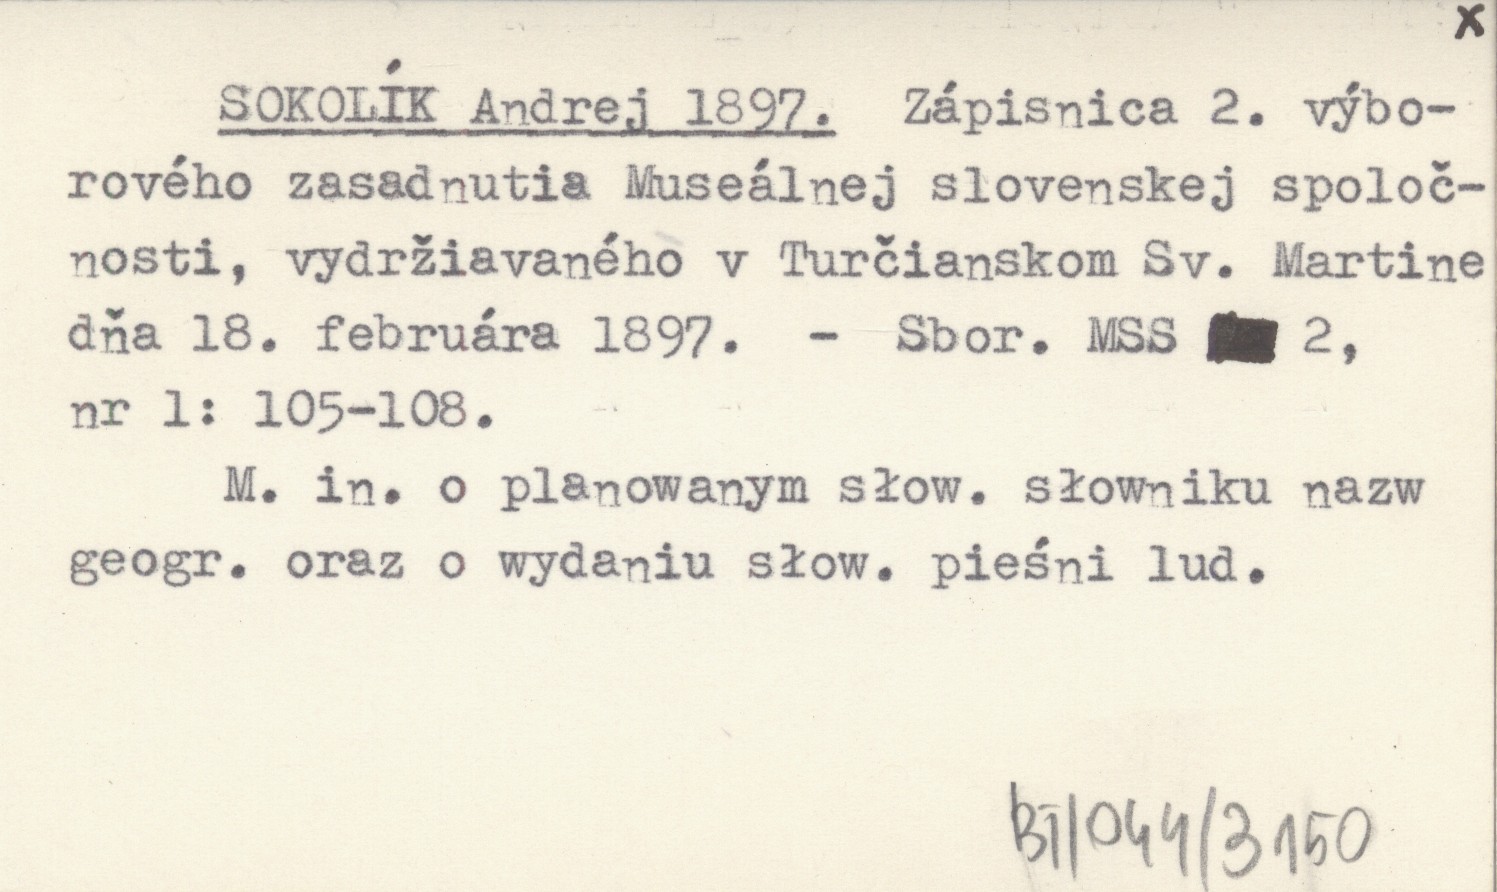 x
SOKOLÍK Andrej 1897. Zápisnica 2. výbo-
rového zasadnutia Museálnej slovenskej spoloč-
nosti, vydržiavaného v Turčianskom Sv. Martine
dňa 18. februára 1897. - Sbor. MSS 2,
nr 1: 105-108.
M. in. o planowanym słow. słowniku nazw
geogr. oraz o wydaniu słow. pieśni lud.
BI/044/3150